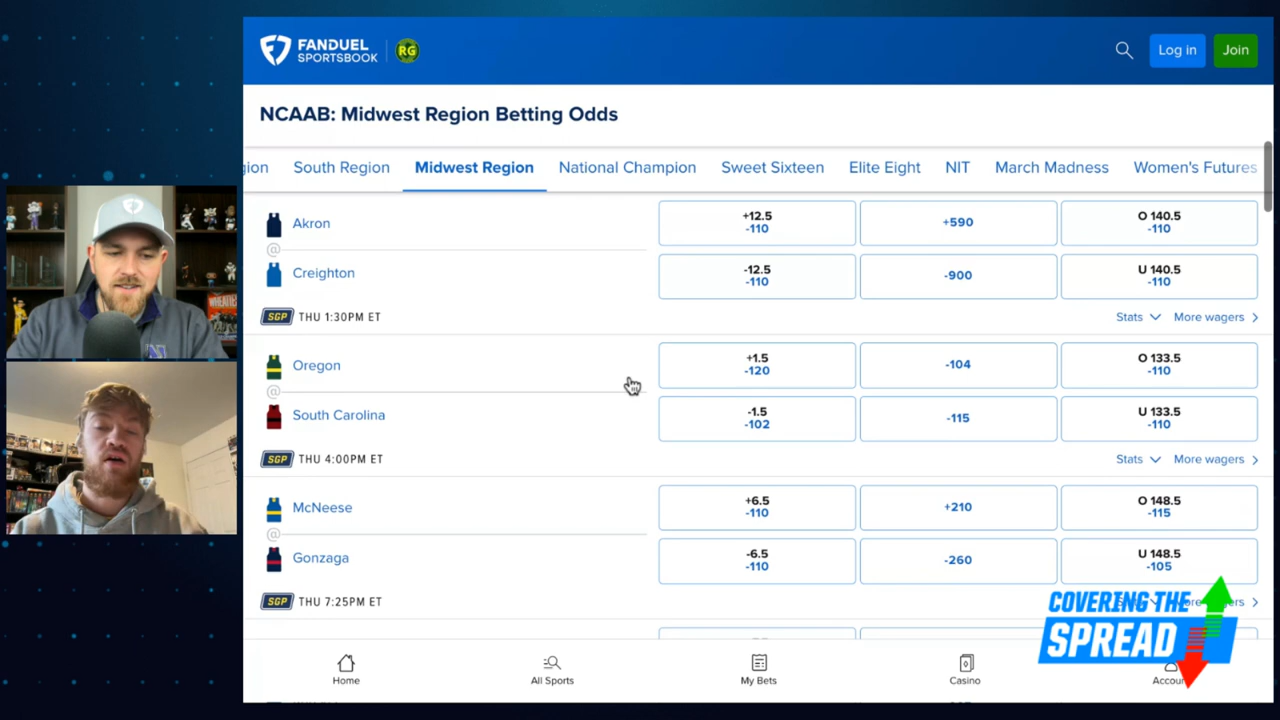 FANDUEL
SPORTSBOOK
RG
Log in
Join
NCAAB: Midwest Region Betting Odds
gion
South Region
Midwest Region
National Champion
Sweet Sixteen
Elite Eight
NIT
March Madness
Women's Futures
Akron
+12.5
-110
+590
O 140.5
-110
@
Creighton
-12.5
-110
-900
U 140.5
-110
SGP THU 1:30PM ET
Stats
More wagers
Oregon
+1.5
-120
-104
O 133.5
-110
@
South Carolina
-1.5
-102
-115
U 133.5
-110
SGP THU 4:00PM ET
Stats
More wagers
McNeese
+6.5
-110
+210
O 148.5
-115
@
Gonzaga
-6.5
-110
-260
U 148.5
-105
SGP THU 7:25PM ET
COVERING THE
SPREAD
Home
All Sports
My Bets
Casino
WHEATIES